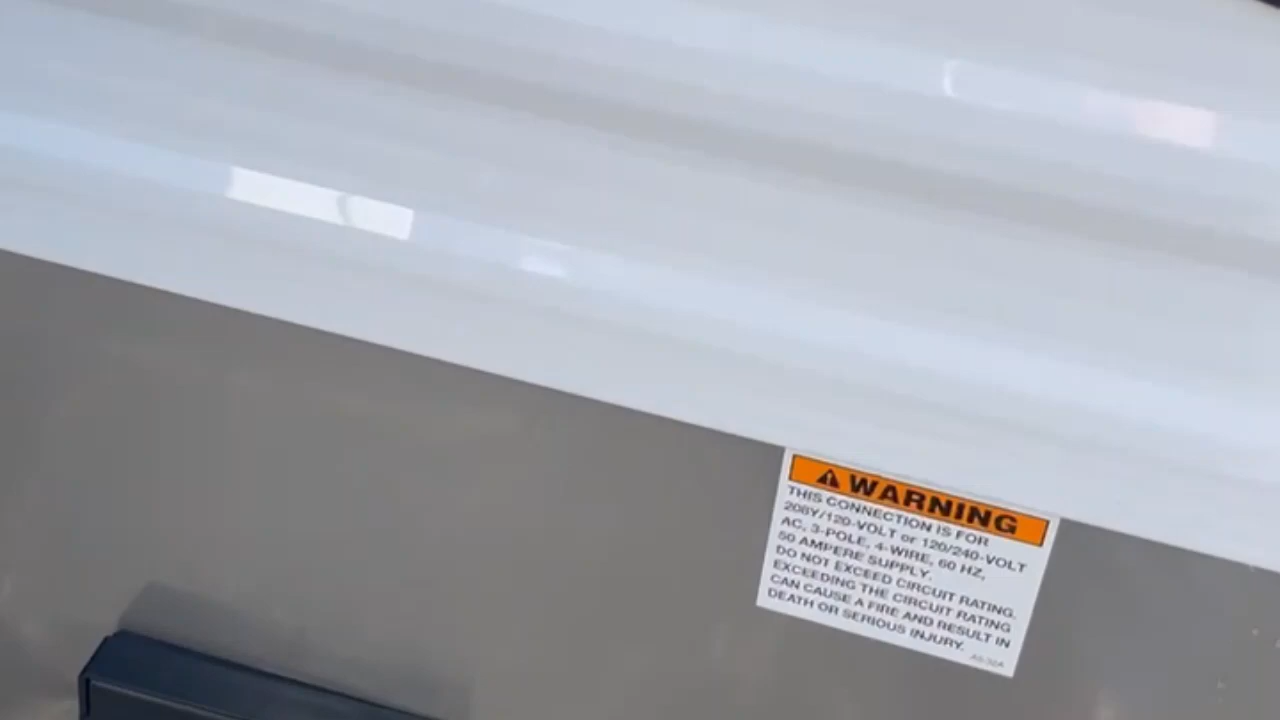 WARNING
THIS CONNECTION IS FOR
208Y/120-VOLT or 120/240-VOLT
AC, 3-POLE, 4-WIRE, 60 HZ,
50 AMPERE SUPPLY.
DO NOT EXCEED CIRCUIT RATING.
EXCEEDING THE CIRCUIT RATING
CAN CAUSE A FIRE AND RESULT IN
DEATH OR SERIOUS INJURY.